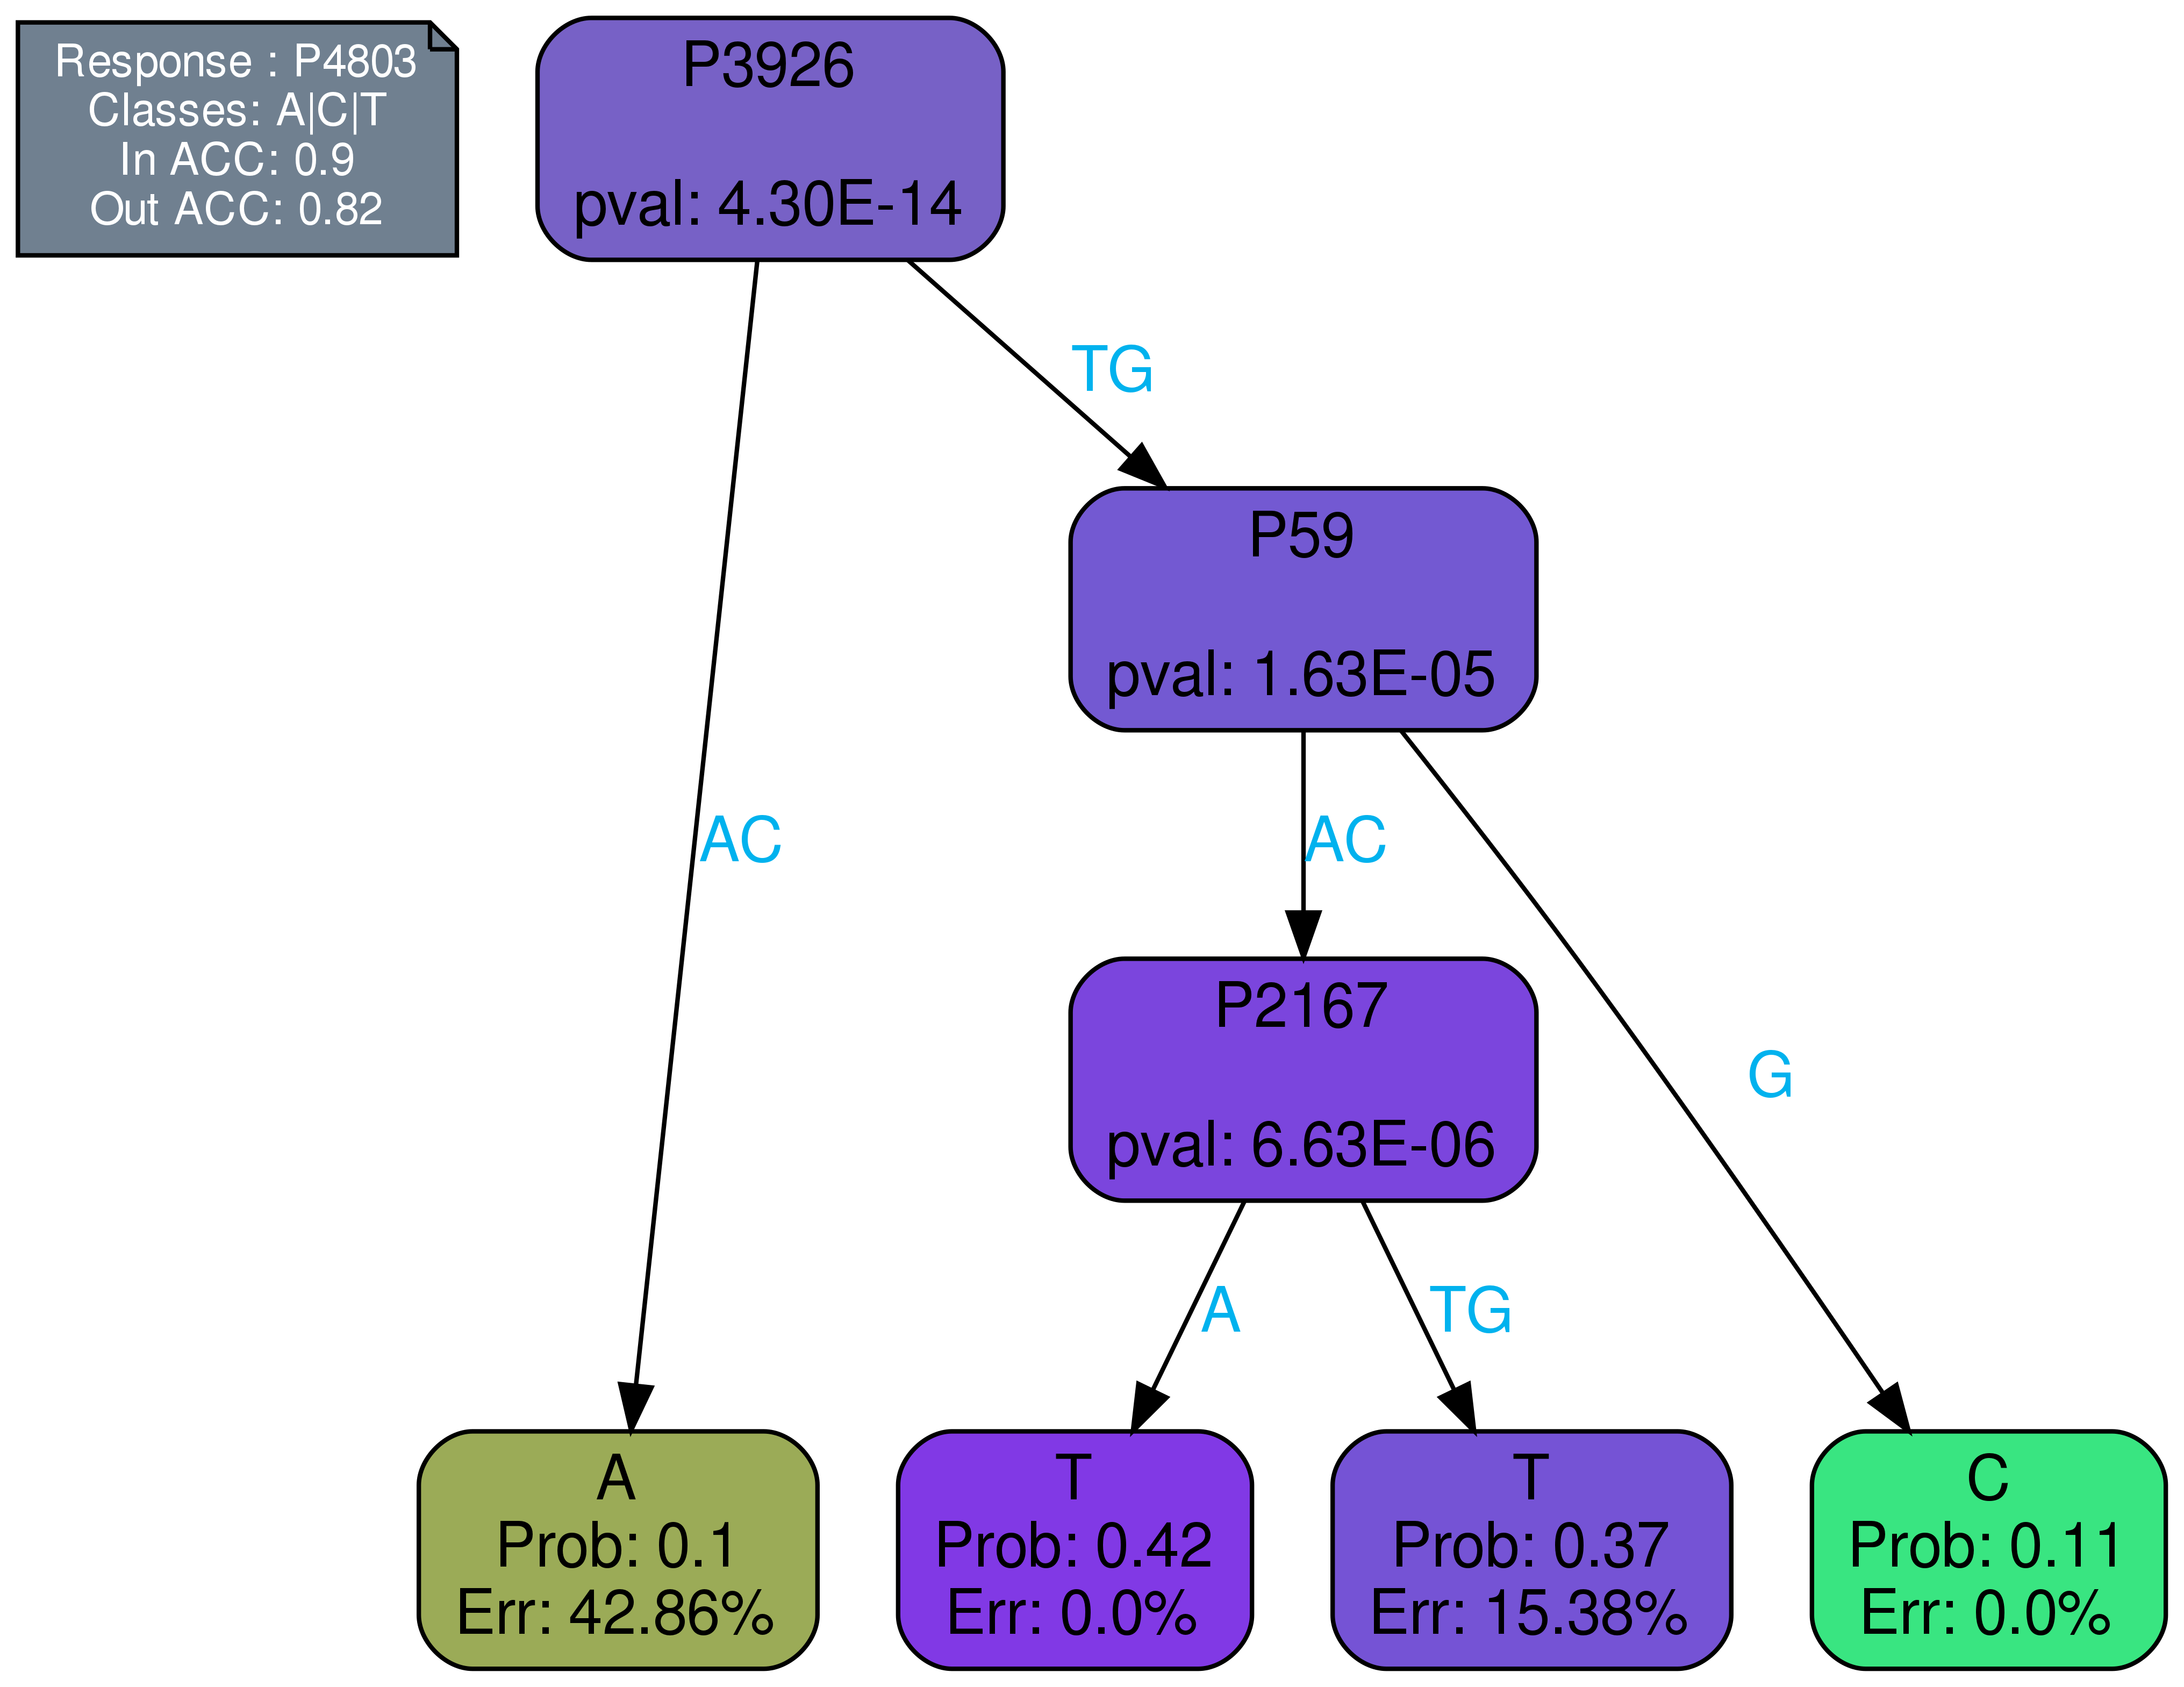 Response : P4803
Classes: A|C|T
In ACC: 0.9
Out ACC: 0.82
P3926
pval: 4.30E-14
TG
P59
pval: 1.63E-05
AC
AC
P2167
pval: 6.63E-06
G
A
TG
A
Prob: 0.1
Err: 42.86%
T
Prob: 0.42
Err: 0.0%
T
Prob: 0.37
Err: 15.38%
C
Prob: 0.11
Err: 0.0%